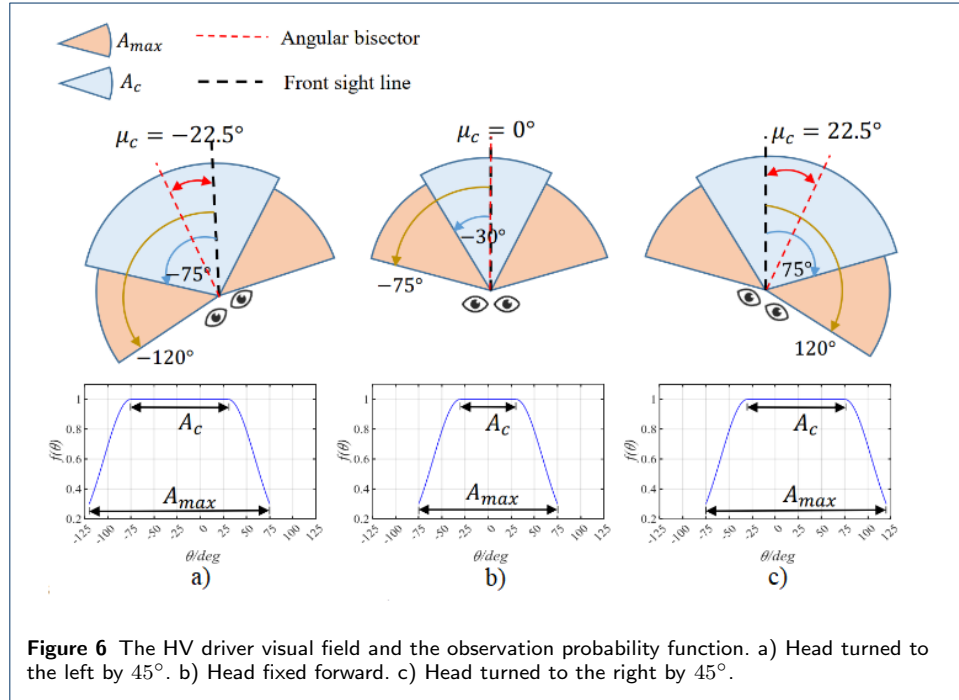 A_max
Angular bisector
A_c
Front sight line
μ_c = −22.5°
μ_c = 0°
μ_c = 22.5°
−75°
−120°
−30°
−75°
75°
120°
1
0.8
0.6
0.4
0.2
f(θ)
A_c
A_max
-125 -100 -75 -50 -25 0 25 50 75 100 125
θ/deg
a)
1
0.8
0.6
0.4
0.2
f(θ)
A_c
A_max
-125 -100 -75 -50 -25 0 25 50 75 100 125
θ/deg
b)
1
0.8
0.6
0.4
0.2
f(θ)
A_c
A_max
-125 -100 -75 -50 -25 0 25 50 75 100 125
θ/deg
c)
Figure 6 The HV driver visual field and the observation probability function. a) Head turned to
the left by 45°. b) Head fixed forward. c) Head turned to the right by 45°.